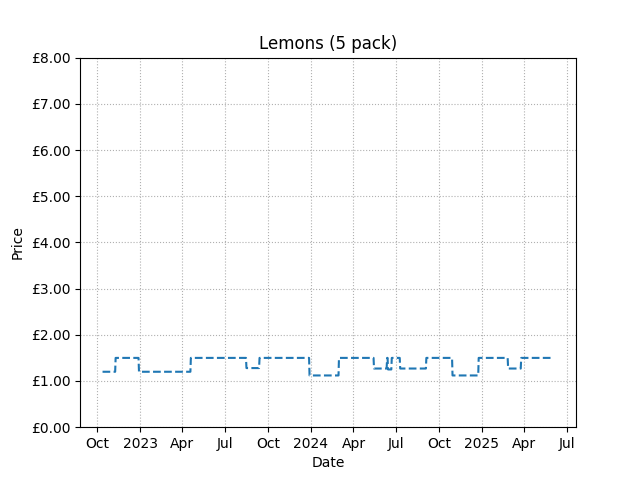 Lemons (5 pack)
£8.00
£7.00
£6.00
£5.00
£4.00
£3.00
£2.00
£1.00
£0.00
Price
Oct 2023 Apr Jul Oct 2024 Apr Jul Oct 2025 Apr Jul
Date